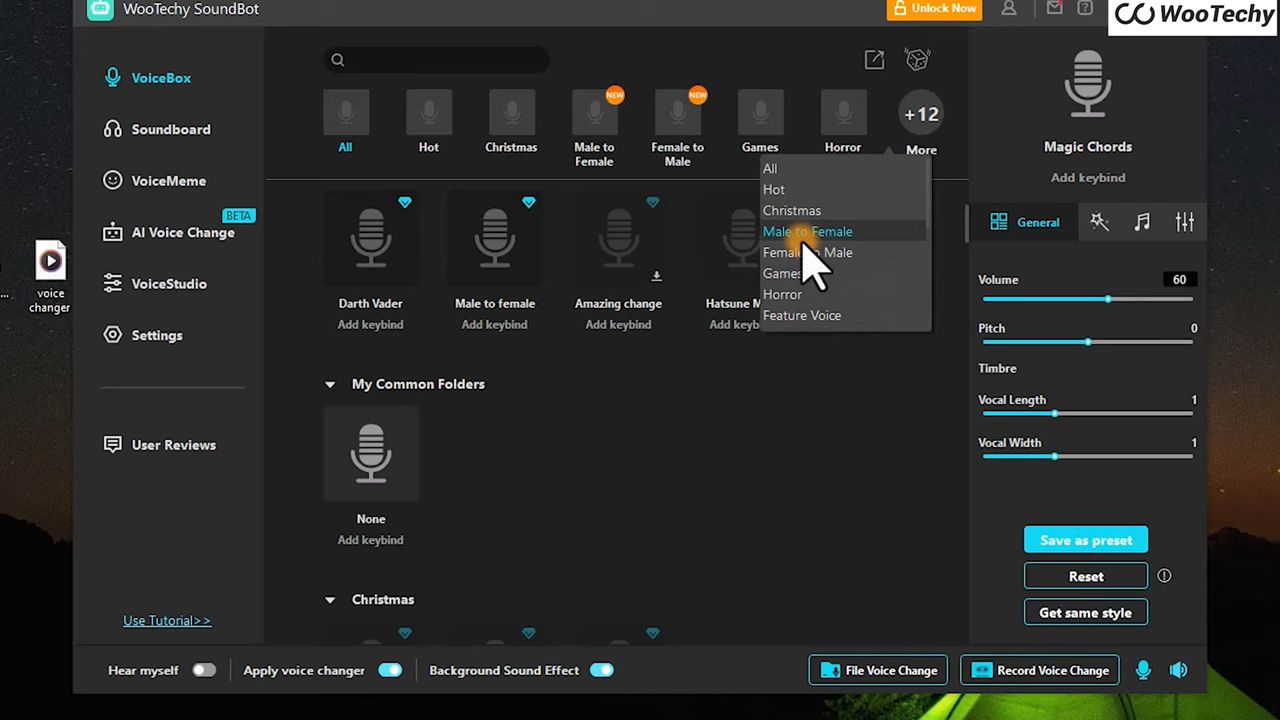 WooTechy SoundBot
Unlock Now
WooTechy
VoiceBox
Soundboard
VoiceMeme
AI Voice Change
BETA
VoiceStudio
Settings
User Reviews
Use Tutorial>>
voice
changer
...
All
Hot
Christmas
NEW
Male to
Female
NEW
Female to
Male
Games
Horror
+12
More
All
Hot
Christmas
Male to Female
Male
Games
Horror
Feature Voice
Darth Vader
Add keybind
Male to female
Add keybind
Amazing change
Add keybind
Hatsune M
Add keyb
My Common Folders
None
Add keybind
Christmas
Magic Chords
Add keybind
General
Volume
60
Pitch
0
Timbre
Vocal Length
1
Vocal Width
1
Save as preset
Reset
Get same style
Hear myself
Apply voice changer
Background Sound Effect
File Voice Change
Record Voice Change